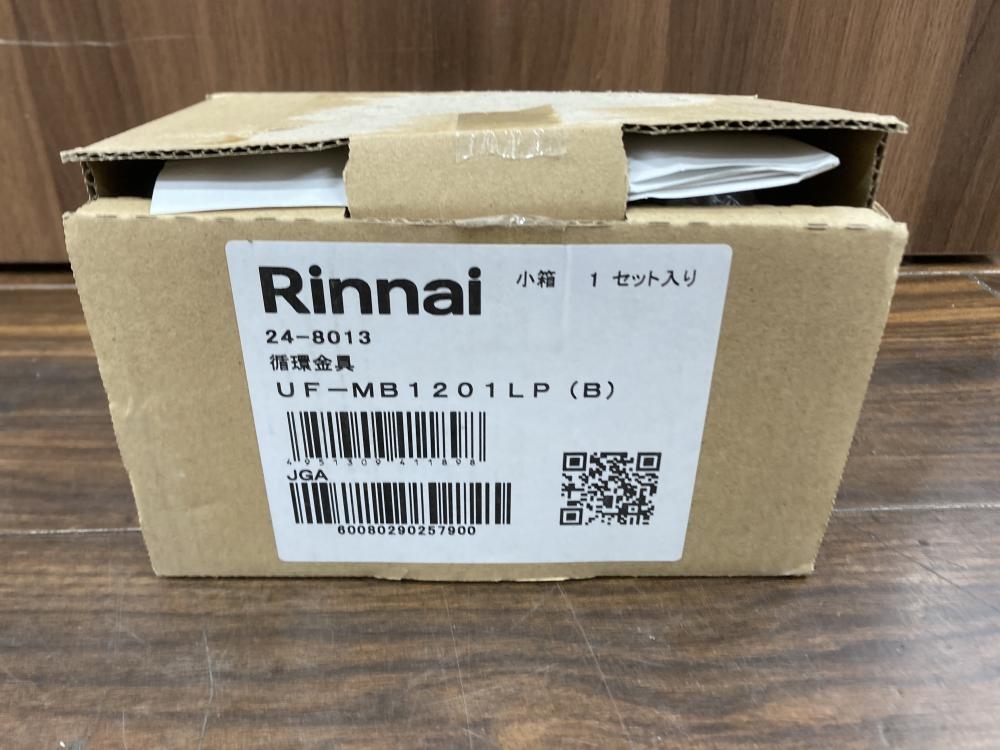 Rinnai
小箱 1 セット入り
24-8013
循環金具
UF-MB1201LP(B)
4951309411898
JGA
60080290257900